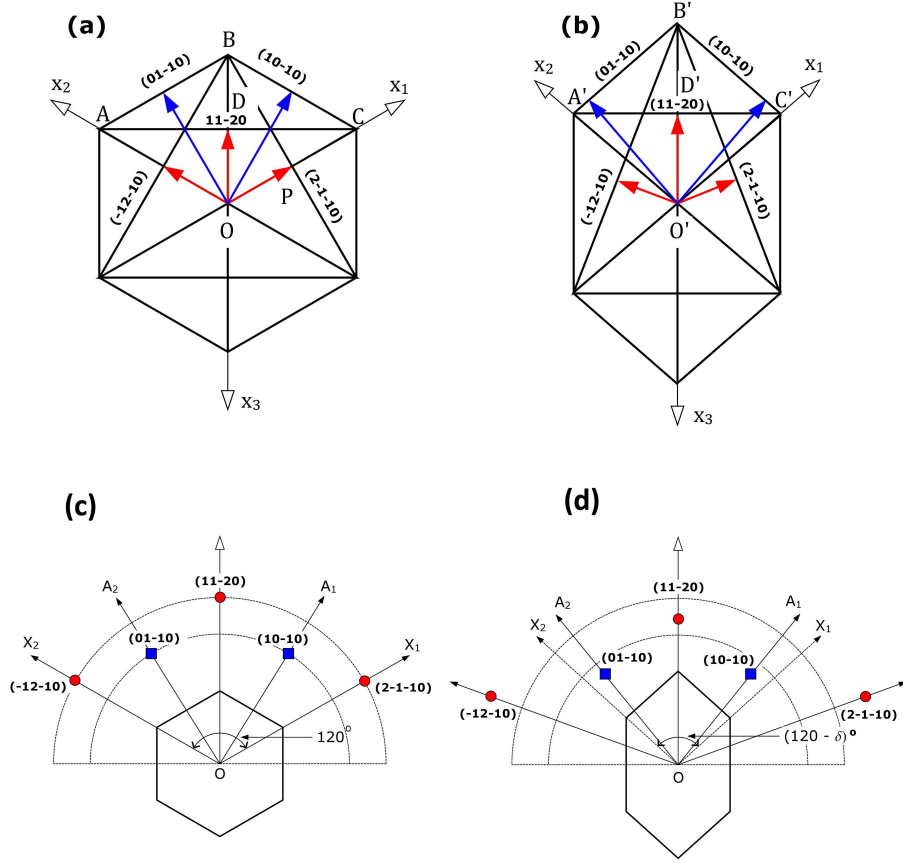 (a)
B
(01-10)
(10-10)
x₂
x₁
A
D
C
11-20
(-12-10)
(2-1-10)
P
O
x₃
(b)
B'
(01-10)
(10-10)
x₂
x₁
A'
D'
C'
(11-20)
(-12-10)
(2-1-10)
O'
x₃
(c)
(11-20)
A₂
A₁
X₂
(01-10)
(10-10)
X₁
(-12-10)
(2-1-10)
120°
O
(d)
(11-20)
A₂
A₁
X₂
X₁
(01-10)
(10-10)
(-12-10)
(2-1-10)
(120 - δ)°
O